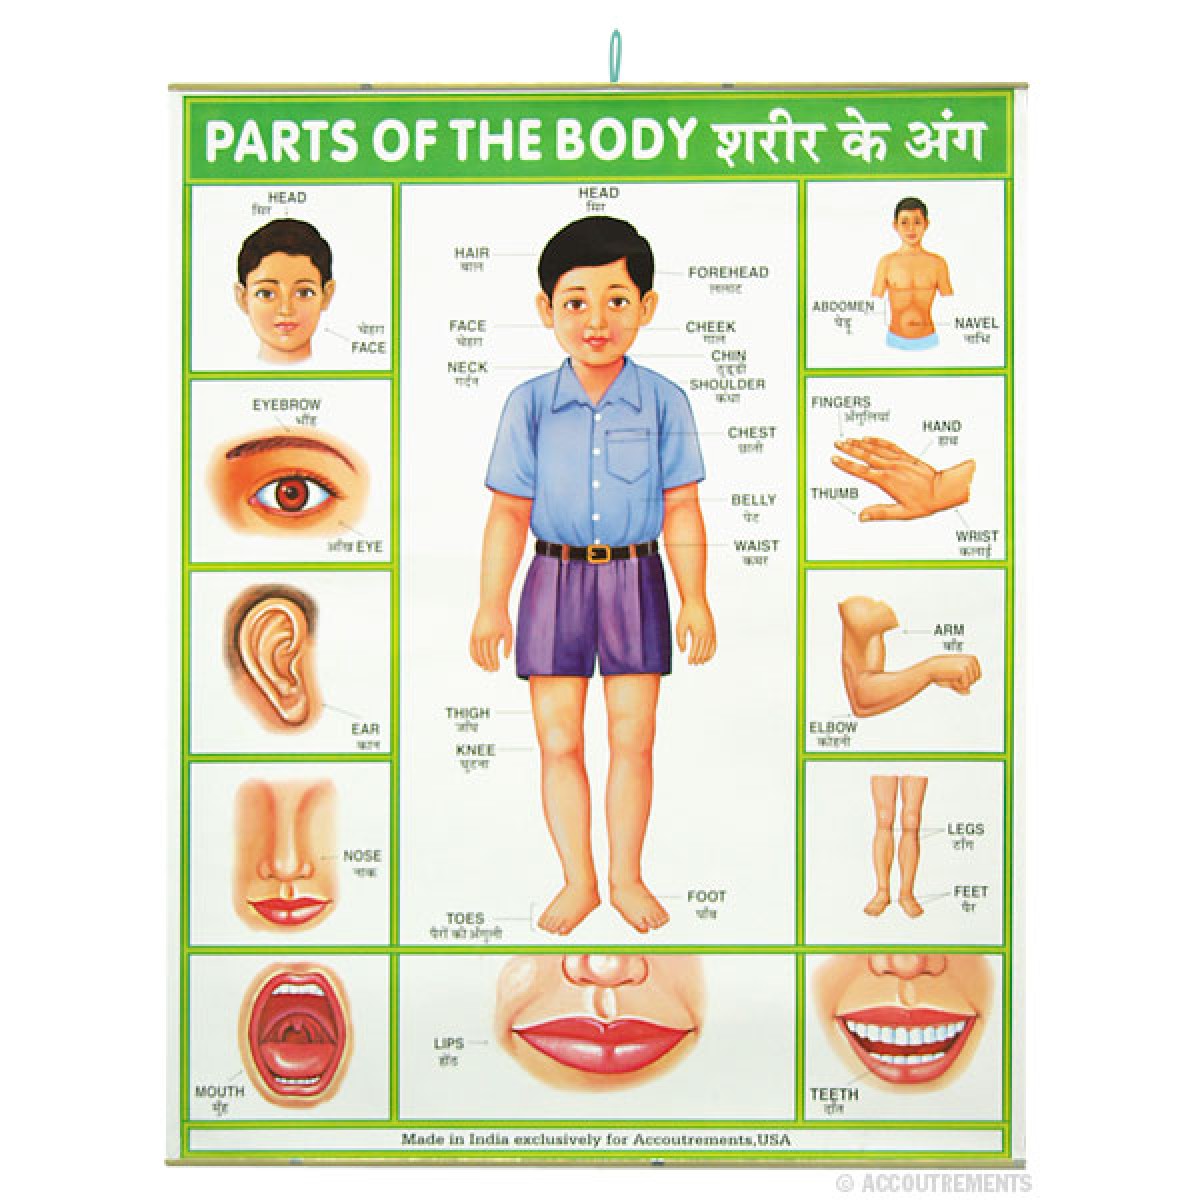 PARTS OF THE BODY शरीर के अंग
HEAD
सिर
चेहरा
FACE
EYEBROW
भौंह
आँख EYE
EAR
कान
NOSE
नाक
MOUTH
मुँह
HEAD
सिर
HAIR
बाल
FOREHEAD
ललाट
FACE
चेहरा
CHEEK
गाल
NECK
गर्दन
CHIN
ठुड्डी
SHOULDER
कंधा
CHEST
छाती
BELLY
पेट
WAIST
कमर
THIGH
जाँघ
KNEE
घुटना
FOOT
पाँव
TOES
पैरों की अँगुली
LIPS
होंठ
ABDOMEN
पेडू
NAVEL
नाभि
FINGERS
अँगुलियां
HAND
हाथ
THUMB
WRIST
कलाई
ARM
बाँह
ELBOW
कोहनी
LEGS
टाँग
FEET
पैर
TEETH
दाँत
Made in India exclusively for Accoutrements,USA
© ACCOUTREMENTS